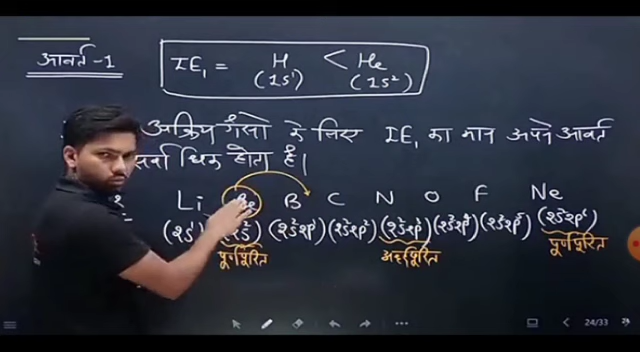 आवर्त -1
IE₁ = H < He
(1s¹) (1s²)
अक्रिय गैसों के लिए IE₁ का मान अपने आवर्त
सर्वाधिक होता है।
2 Li Be B C N O F Ne
(2s¹) (2s²) (2s²2p¹) (2s²2p²) (2s²2p³) (2s²2p⁴) (2s²2p⁵) (2s²2p⁶)
पूर्णपूरित अर्द्धपूरित पूर्णपूरित
24/33